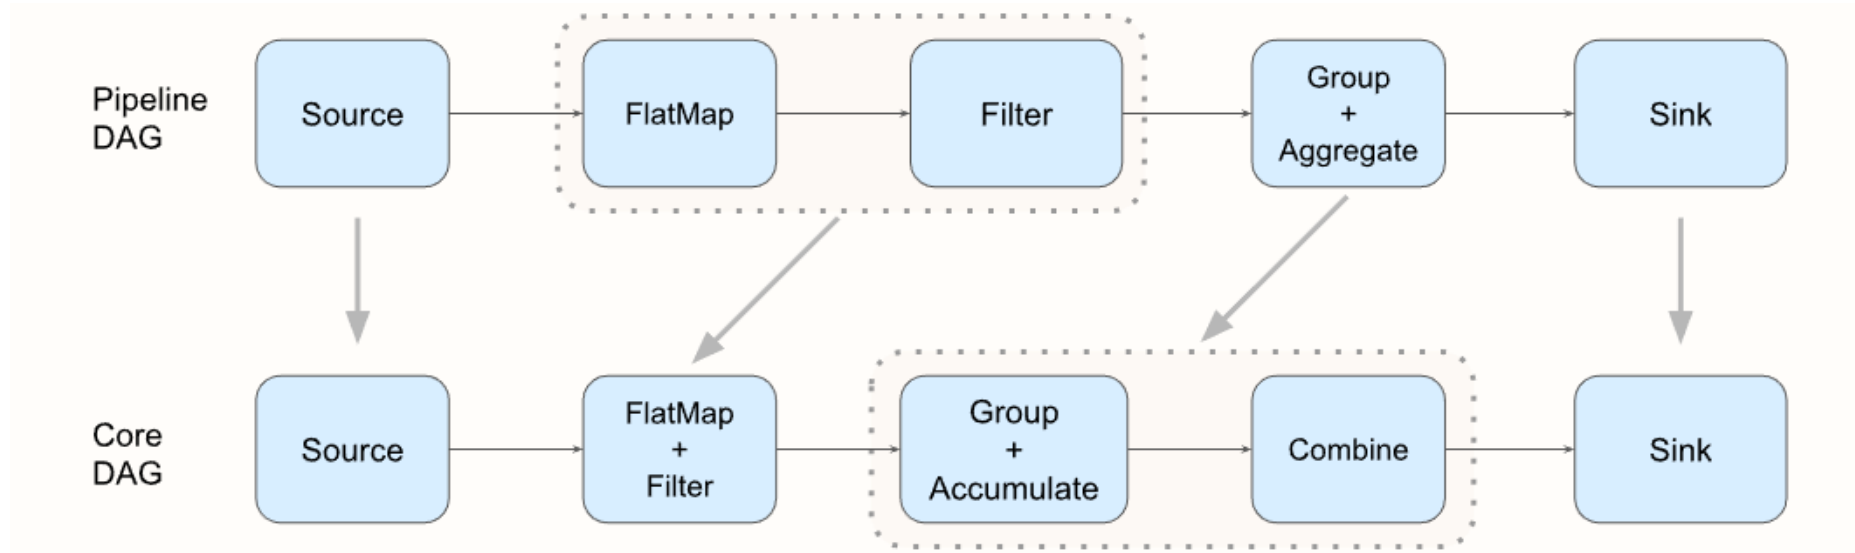 Pipeline
DAG
Source
FlatMap
Filter
Group
+
Aggregate
Sink
Core
DAG
Source
FlatMap
+
Filter
Group
+
Accumulate
Combine
Sink